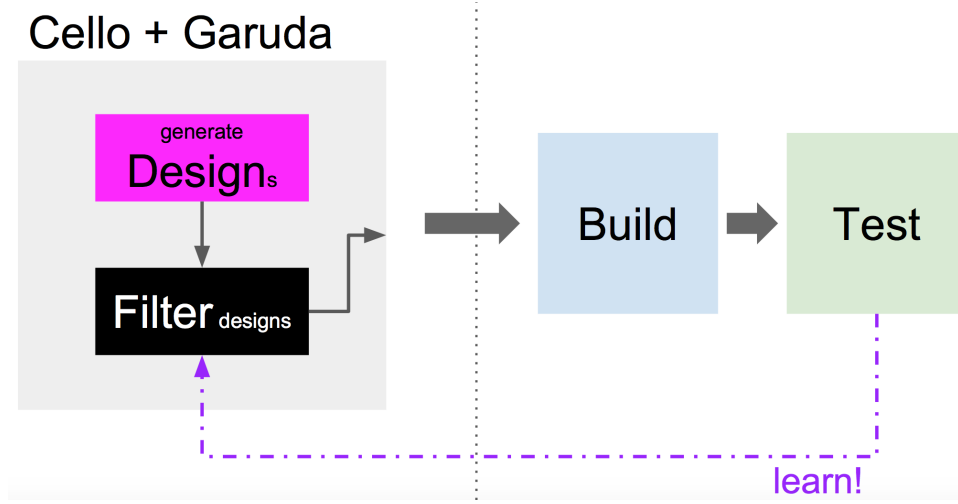 Cello + Garuda
generate
Designs
Filter designs
Build
Test
learn!